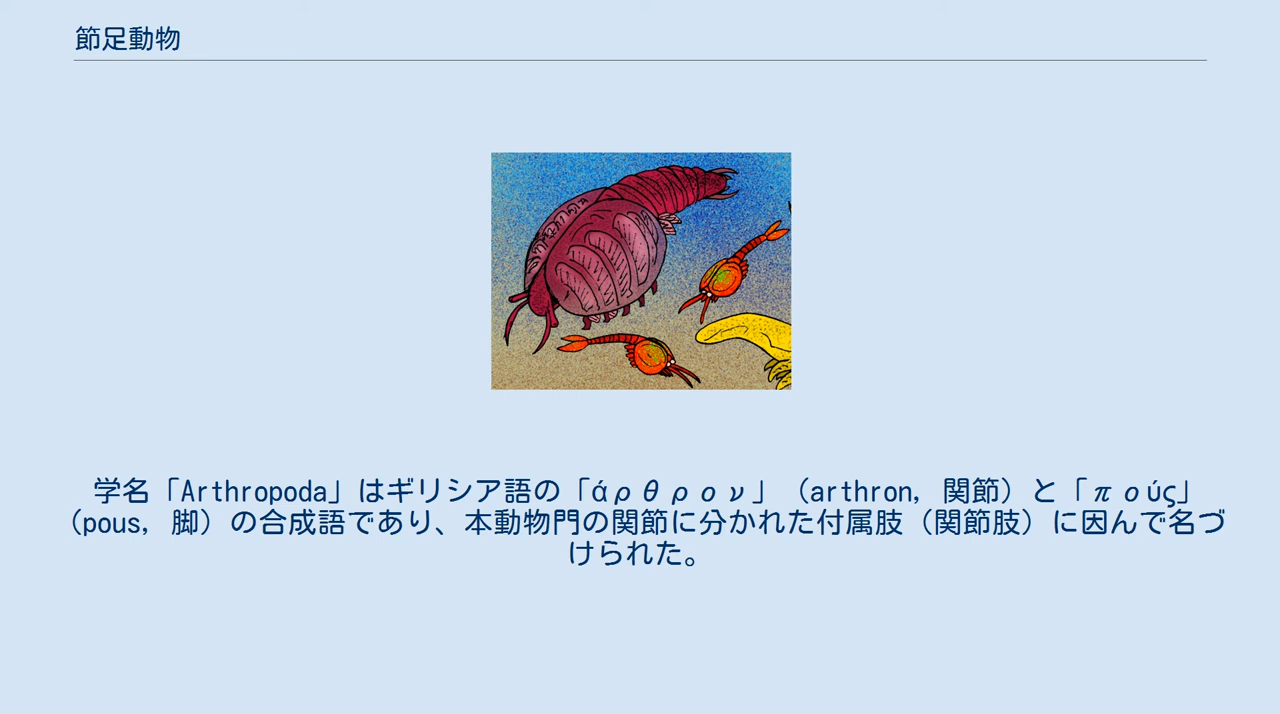 節足動物
学名「Arthropoda」はギリシア語の「άρθρον」（arthron, 関節）と「πούς」
（pous, 脚）の合成語であり、本動物門の関節に分かれた付属肢（関節肢）に因んで名づ
けられた。